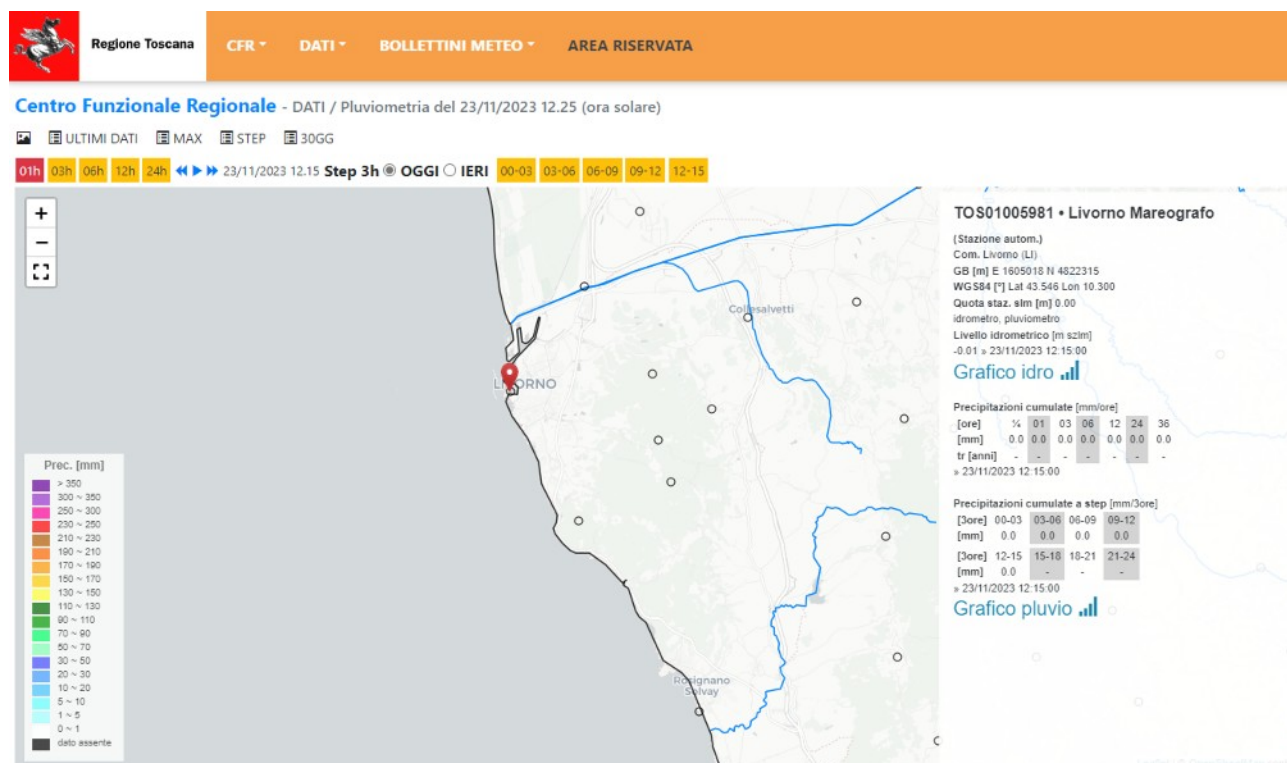 Regione Toscana
CFR
DATI
BOLLETTINI METEO
AREA RISERVATA
Centro Funzionale Regionale - DATI / Pluviometria del 23/11/2023 12.25 (ora solare)
ULTIMI DATI MAX STEP 30GG
01h 03h 06h 12h 24h 23/11/2023 12.15 Step 3h OGGI IERI 00-03 03-06 06-09 09-12 12-15
+
−
Collesalvetti
LIVORNO
Rosignano
Solvay
Prec. [mm]
> 350
300 ~ 350
250 ~ 300
230 ~ 250
210 ~ 230
190 ~ 210
170 ~ 190
150 ~ 170
130 ~ 150
110 ~ 130
90 ~ 110
70 ~ 90
50 ~ 70
30 ~ 50
20 ~ 30
10 ~ 20
5 ~ 10
1 ~ 5
0 ~ 1
dato assente
TOS01005981 • Livorno Mareografo
(Stazione autom.)
Com. Livorno (LI)
GB [m] E 1605018 N 4822315
WGS84 [°] Lat 43.546 Lon 10.300
Quota staz. slm [m] 0.00
idrometro, pluviometro
Livello idrometrico [m szlm]
-0.01 » 23/11/2023 12:15:00
Grafico idro
Precipitazioni cumulate [mm/ore]
[ore] ¼ 01 03 06 12 24 36
[mm] 0.0 0.0 0.0 0.0 0.0 0.0 0.0
tr [anni] - - - - - - -
» 23/11/2023 12:15:00
Precipitazioni cumulate a step [mm/3ore]
[3ore] 00-03 03-06 06-09 09-12
[mm] 0.0 0.0 0.0 0.0
[3ore] 12-15 15-18 18-21 21-24
[mm] 0.0 - - -
» 23/11/2023 12:15:00
Grafico pluvio